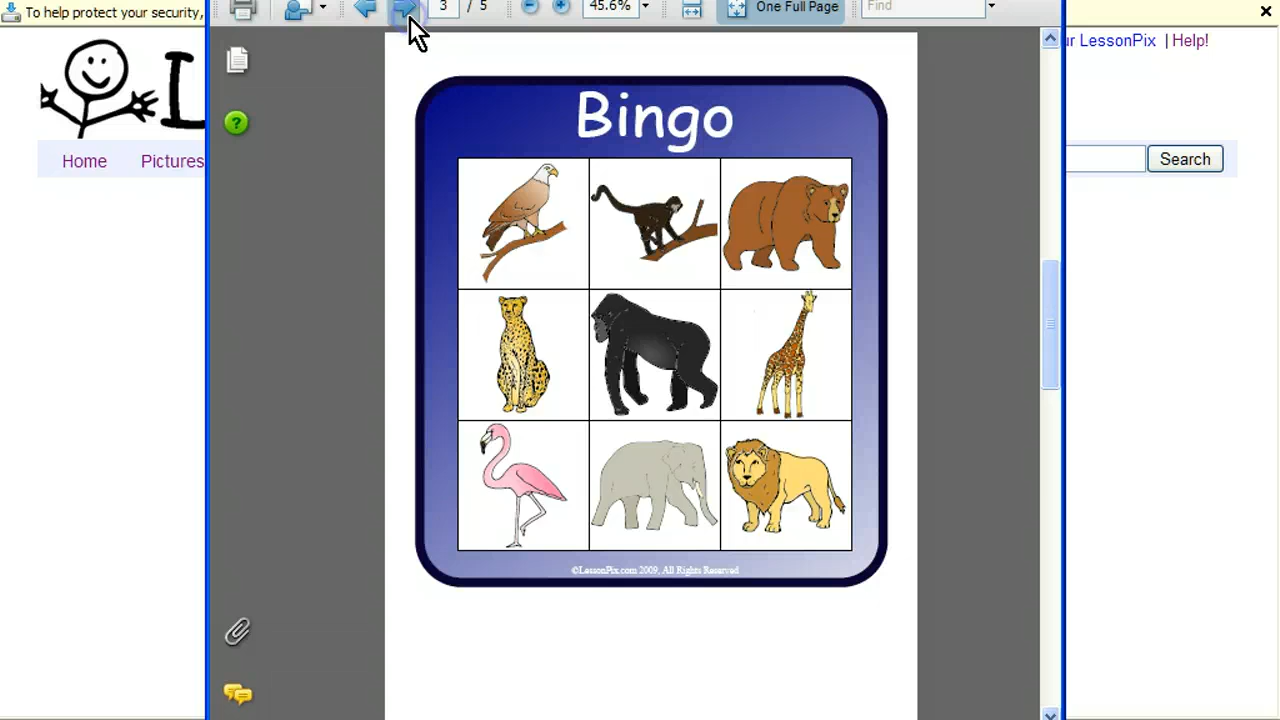 To help protect your security,
3 / 5
45.6%
One Full Page
Find
L
ur LessonPix | Help!
Home Pictures
Search
Bingo
©LessonPix.com 2009, All Rights Reserved
?